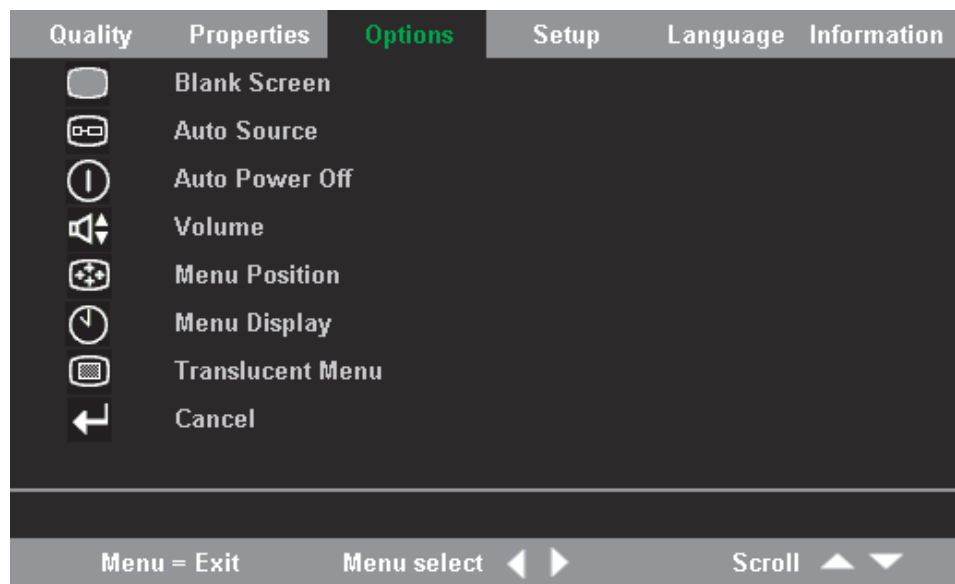 Quality Properties Options Setup Language Information
Blank Screen
Auto Source
Auto Power Off
Volume
Menu Position
Menu Display
Translucent Menu
Cancel
Menu = Exit Menu select Scroll